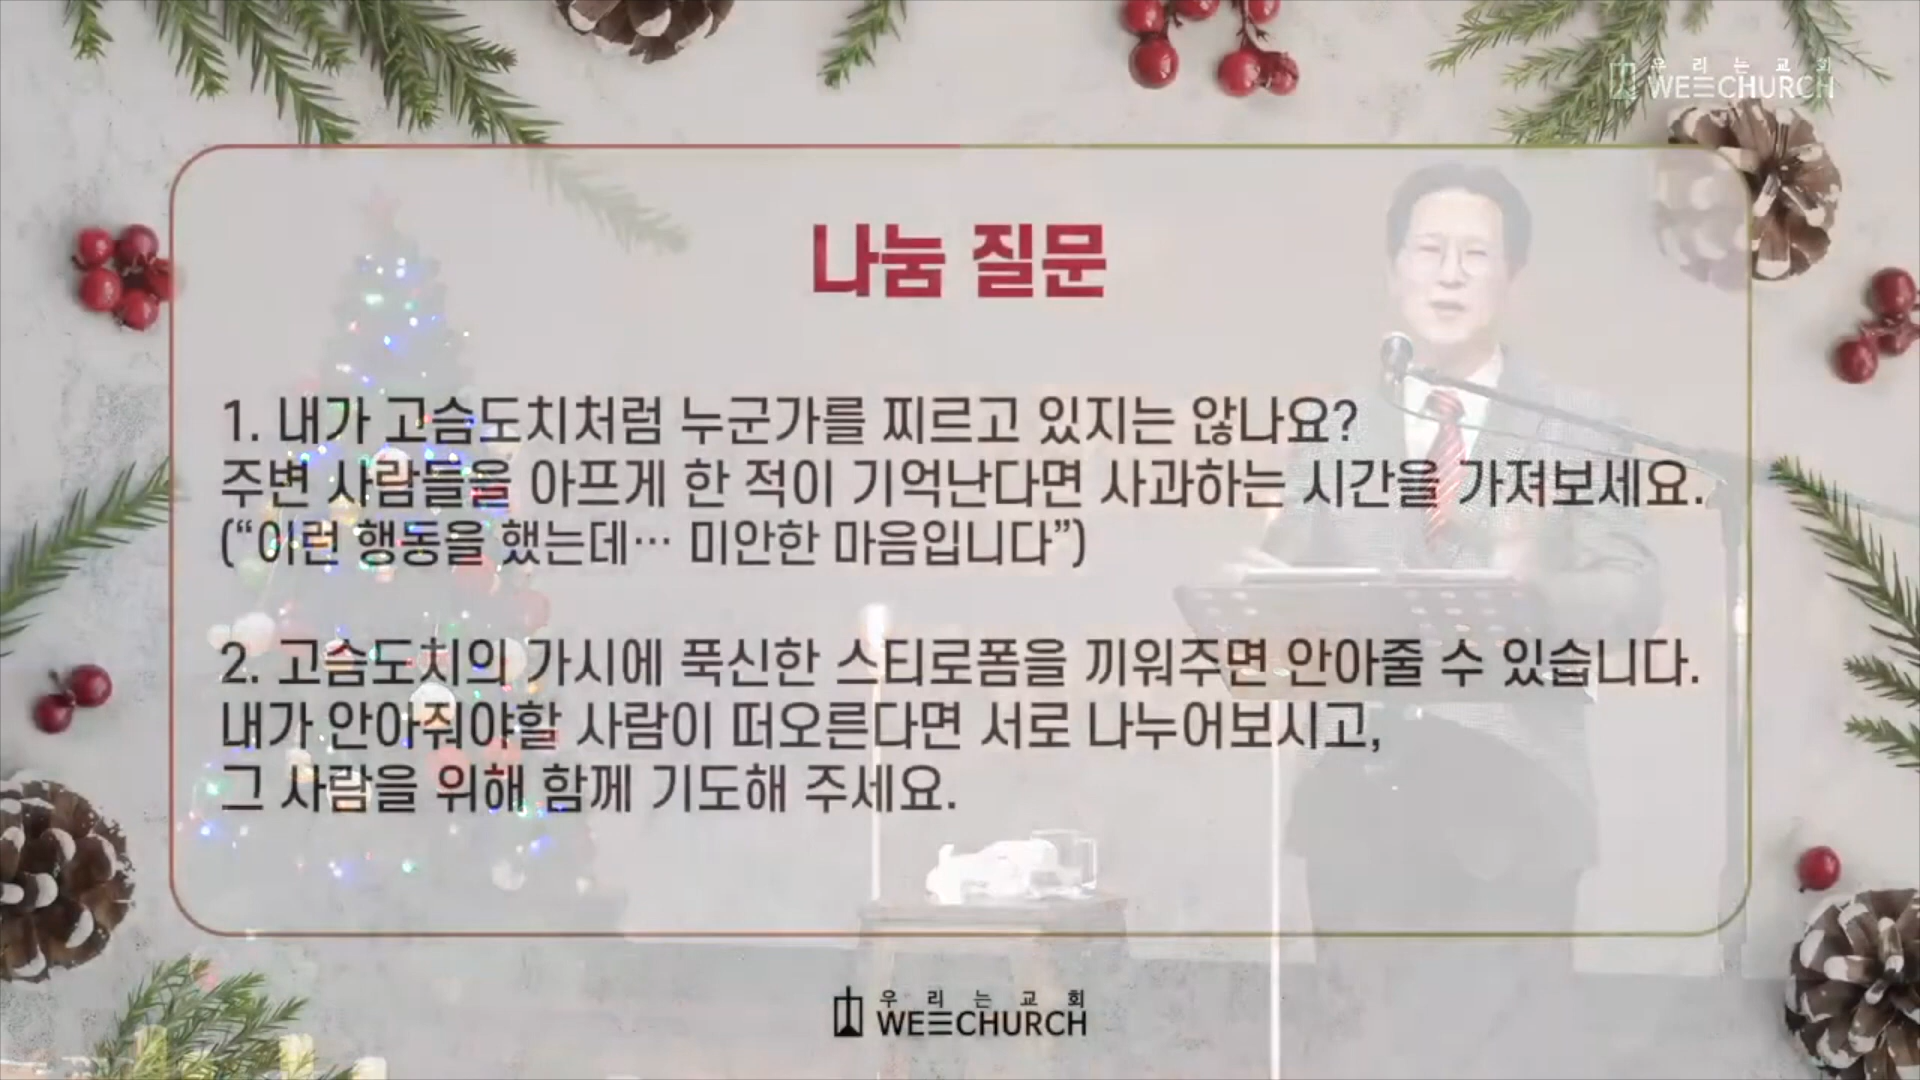 우리는교회
WECHURCH
나눔 질문
1. 내가 고슴도치처럼 누군가를 찌르고 있지는 않나요?
주변 사람들을 아프게 한 적이 기억난다면 사과하는 시간을 가져보세요.
(“이런 행동을 했는데… 미안한 마음입니다”)
2. 고슴도치의 가시에 푹신한 스티로폼을 끼워주면 안아줄 수 있습니다.
내가 안아줘야할 사람이 떠오른다면 서로 나누어보시고,
그 사람을 위해 함께 기도해 주세요.
우리는교회
WECHURCH